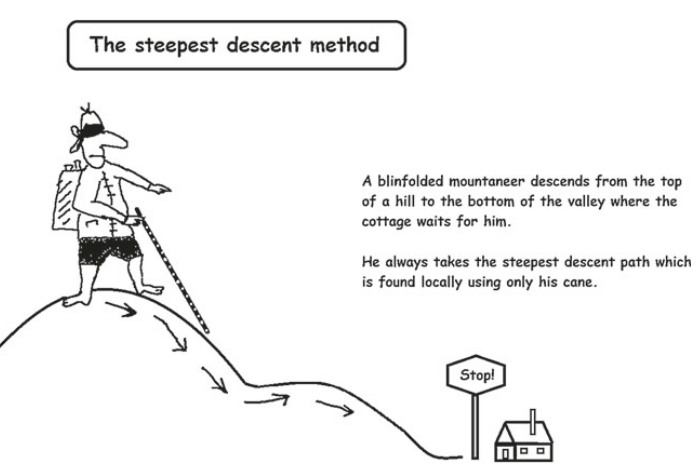 The steepest descent method
A blinfolded mountaneer descends from the top
of a hill to the bottom of the valley where the
cottage waits for him.
He always takes the steepest descent path which
is found locally using only his cane.
Stop!